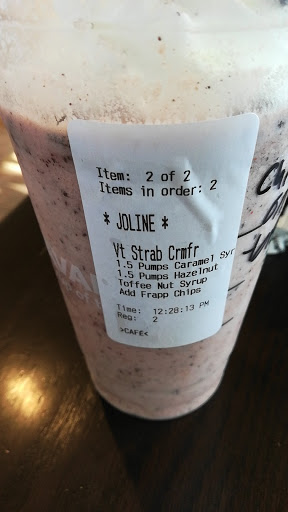 Item: 2 of 2
Items in order: 2
* JOLINE *
Vt Strab Crmfr
1.5 Pumps Caramel Syr
1.5 Pumps Hazelnut
Toffee Nut Syrup
Add Frapp Chips
Time: 12:28:13 PM
Reg: 2
>CAFE<